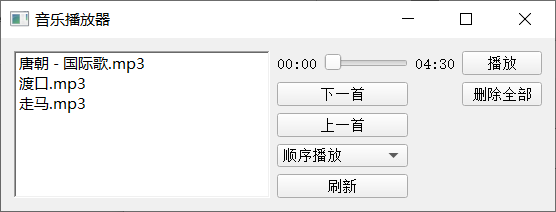 音乐播放器
唐朝 - 国际歌.mp3
渡口.mp3
走马.mp3
00:00 04:30 播放
下一首 删除全部
上一首
顺序播放
刷新